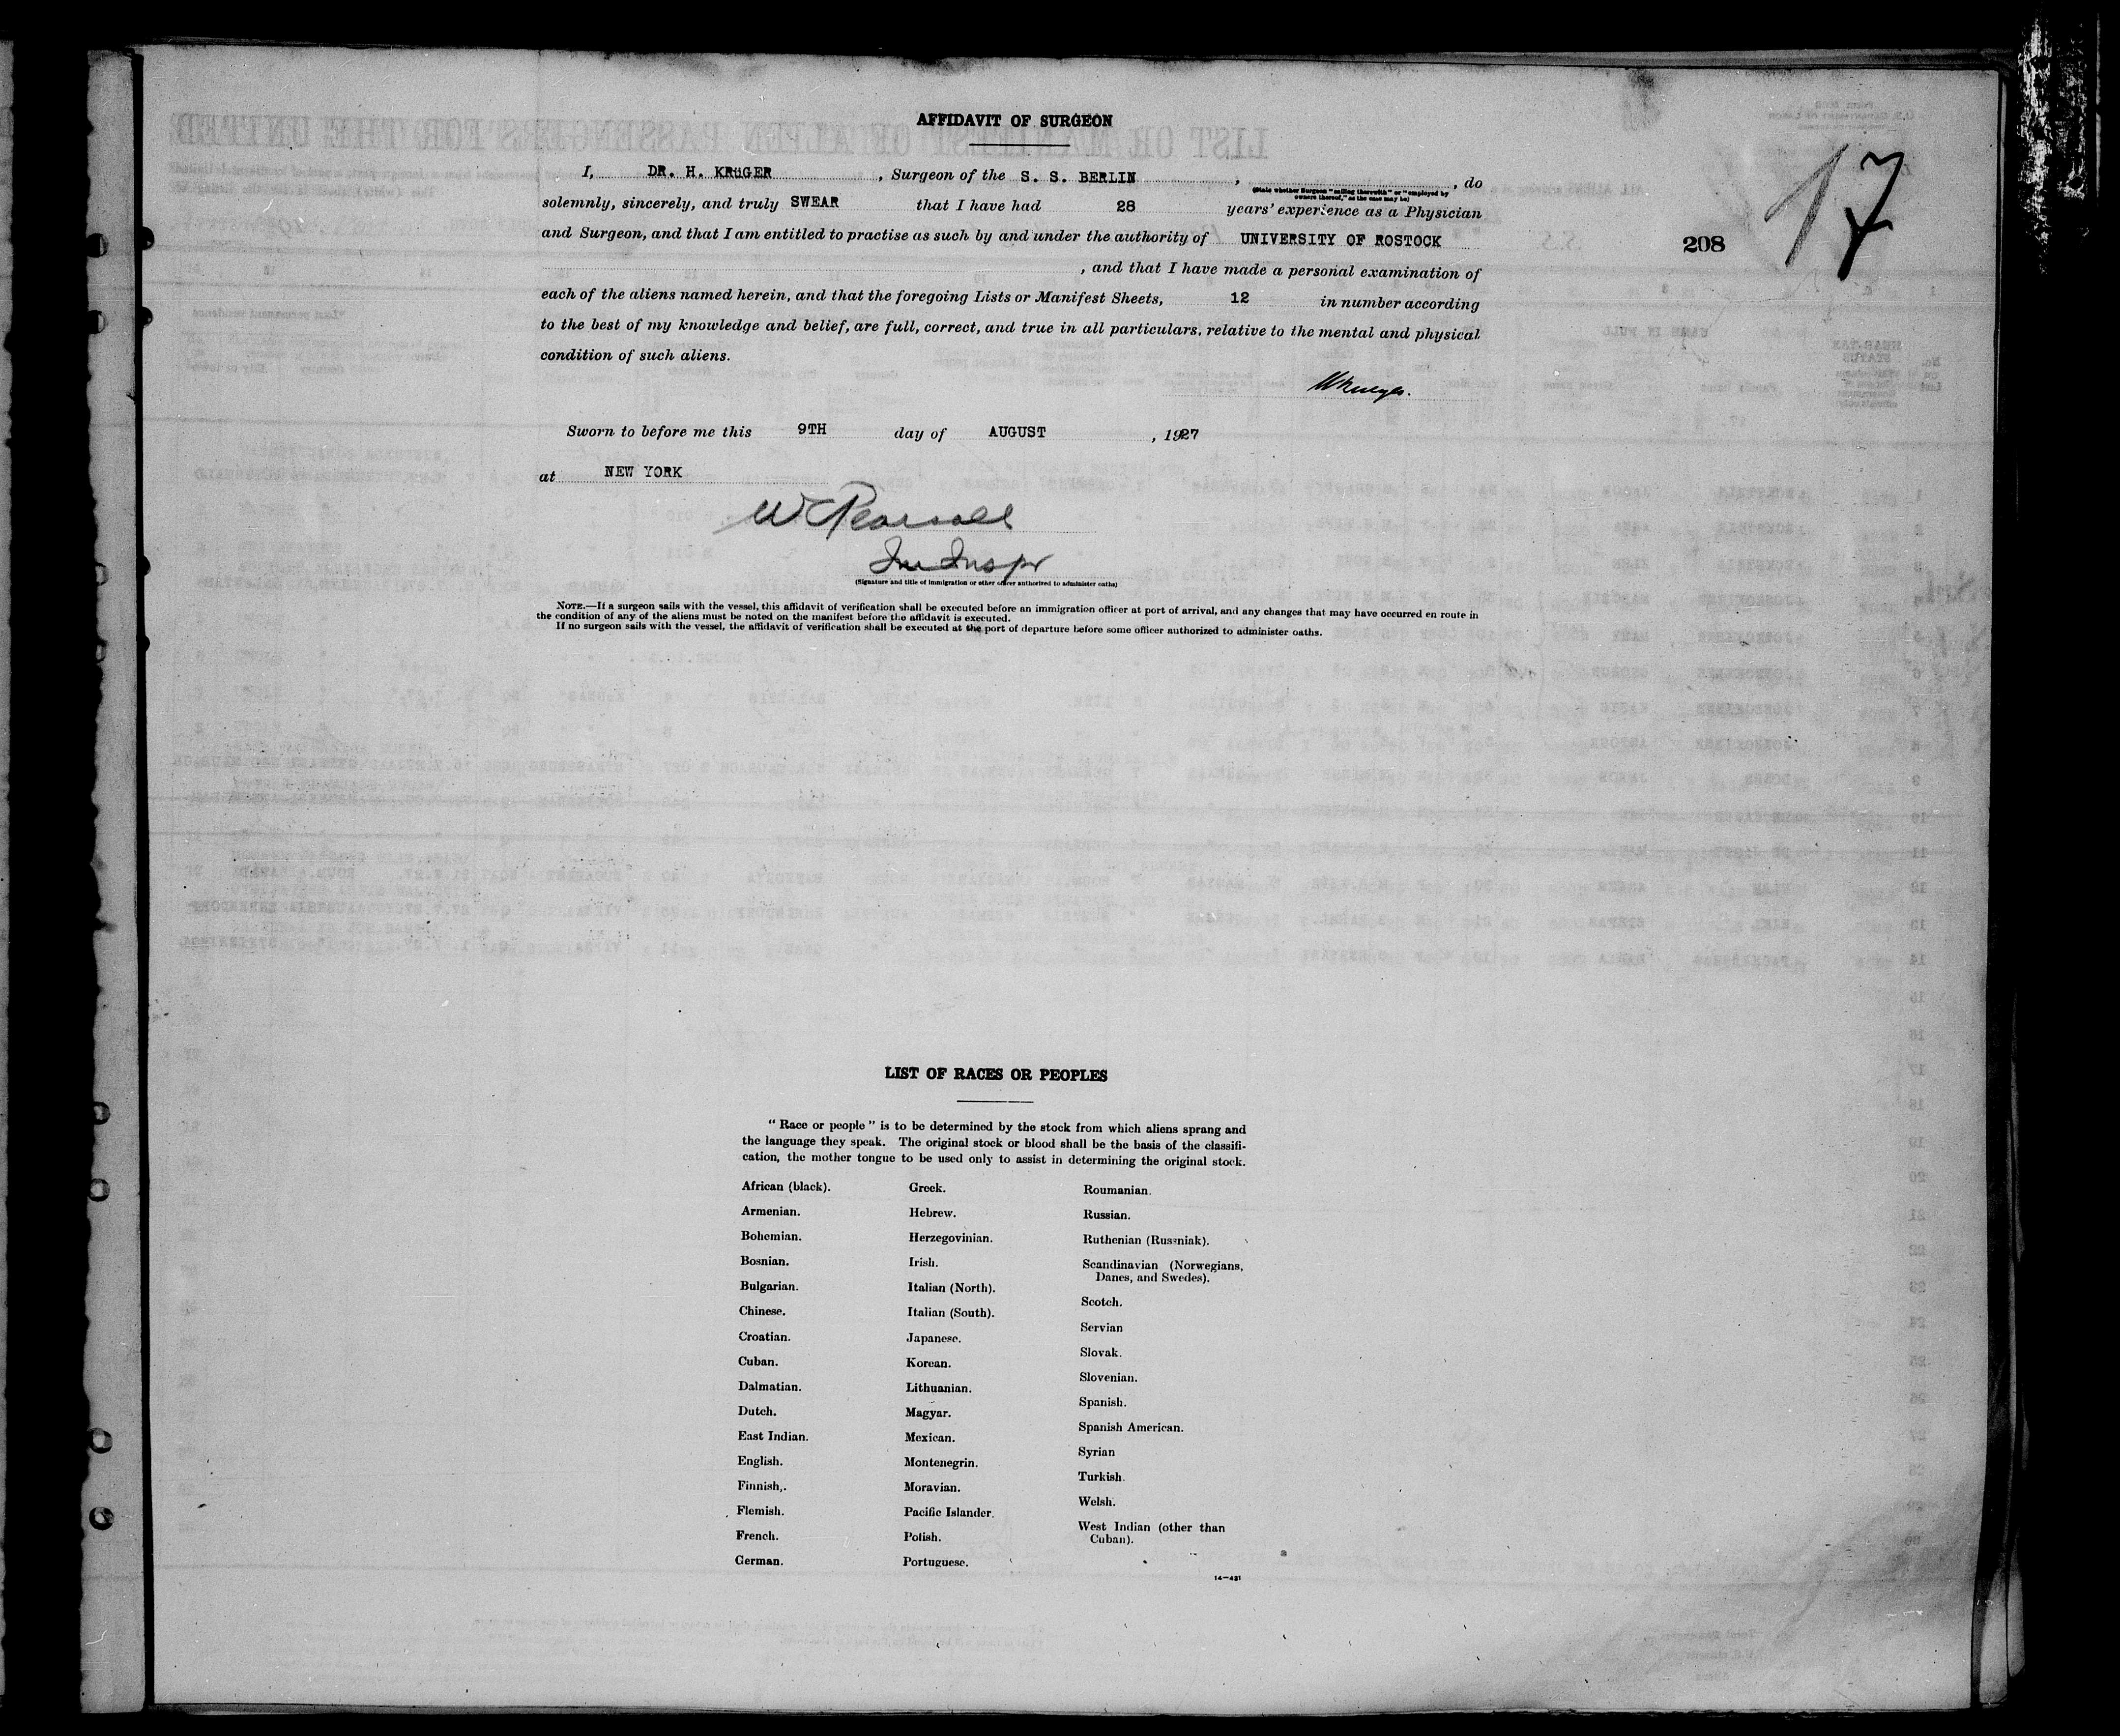 AFFIDAVIT OF SURGEON
I, DR. H. KRÜGER, Surgeon of the S. S. BERLIN, , do
(State whether Surgeon "sailing therewith" or "employed by
owners thereof," as the case may be)
solemnly, sincerely, and truly SWEAR that I have had 28 years' experience as a Physician
and Surgeon, and that I am entitled to practise as such by and under the authority of UNIVERSITY OF ROSTOCK
, and that I have made a personal examination of
each of the aliens named herein, and that the foregoing Lists or Manifest Sheets, 12 in number according
to the best of my knowledge and belief, are full, correct, and true in all particulars, relative to the mental and physical
condition of such aliens.
Sworn to before me this 9TH day of AUGUST, 1927
at NEW YORK
W Pearsall
Im Inspr
(Signature and title of immigration or other officer authorized to administer oaths)
NOTE.—If a surgeon sails with the vessel, this affidavit of verification shall be executed before an immigration officer at port of arrival, and any changes that may have occurred en route in
the condition of any of the aliens must be noted on the manifest before the affidavit is executed.
If no surgeon sails with the vessel, the affidavit of verification shall be executed at the port of departure before some officer authorized to administer oaths.
208
17
LIST OF RACES OR PEOPLES
"Race or people" is to be determined by the stock from which aliens sprang and
the language they speak. The original stock or blood shall be the basis of the classifi-
cation, the mother tongue to be used only to assist in determining the original stock.
African (black).
Armenian.
Bohemian.
Bosnian.
Bulgarian.
Chinese.
Croatian.
Cuban.
Dalmatian.
Dutch.
East Indian.
English.
Finnish.
Flemish.
French.
German.
Greek.
Hebrew.
Herzegovinian.
Irish.
Italian (North).
Italian (South).
Japanese.
Korean.
Lithuanian.
Magyar.
Mexican.
Montenegrin.
Moravian.
Pacific Islander.
Polish.
Portuguese.
Roumanian.
Russian.
Ruthenian (Russniak).
Scandinavian (Norwegians,
Danes, and Swedes).
Scotch.
Servian
Slovak.
Slovenian.
Spanish.
Spanish American.
Syrian
Turkish.
Welsh.
West Indian (other than
Cuban).
14—431